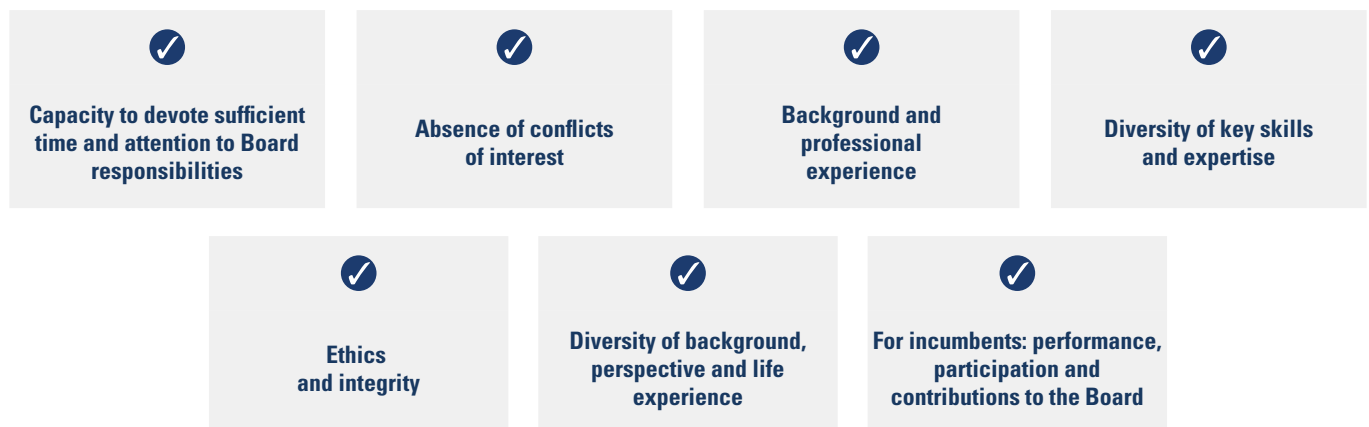 Capacity to devote sufficient
time and attention to Board
responsibilities
Absence of conflicts
of interest
Background and
professional
experience
Diversity of key skills
and expertise
Ethics
and integrity
Diversity of background,
perspective and life
experience
For incumbents: performance,
participation and
contributions to the Board